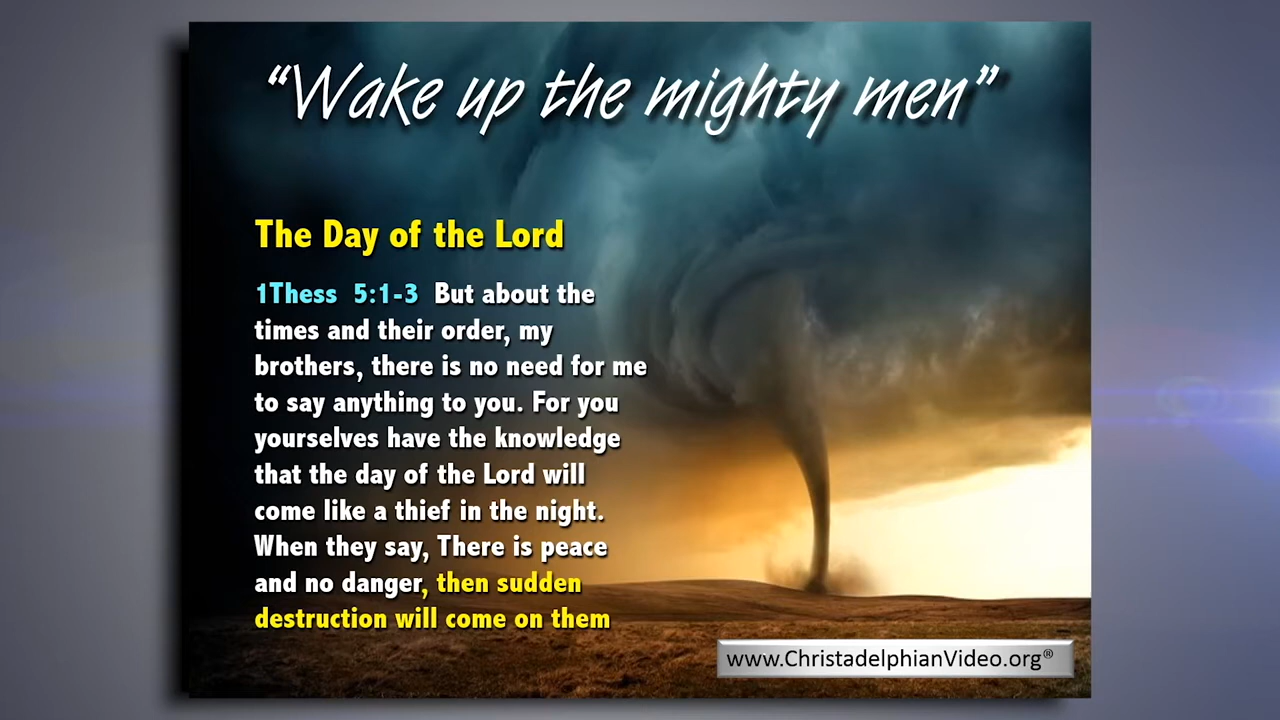 “Wake up the mighty men”
The Day of the Lord
1Thess 5:1-3 But about the
times and their order, my
brothers, there is no need for me
to say anything to you. For you
yourselves have the knowledge
that the day of the Lord will
come like a thief in the night.
When they say, There is peace
and no danger, then sudden
destruction will come on them
www.ChristadelphianVideo.org®